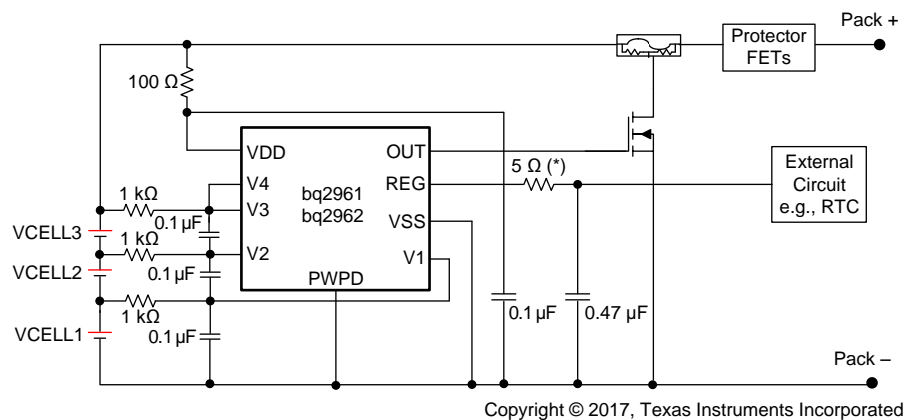 Pack +
Protector
FETs
100 Ω
VDD
OUT
5 Ω (*)
External
Circuit
e.g., RTC
1 kΩ
V4
REG
bq2961
bq2962
0.1 µF
V3
VCELL3
1 kΩ
VSS
V2
V1
VCELL2
0.1 µF
PWPD
1 kΩ
0.1 µF
0.47 µF
VCELL1
0.1 µF
Pack –
Copyright © 2017, Texas Instruments Incorporated